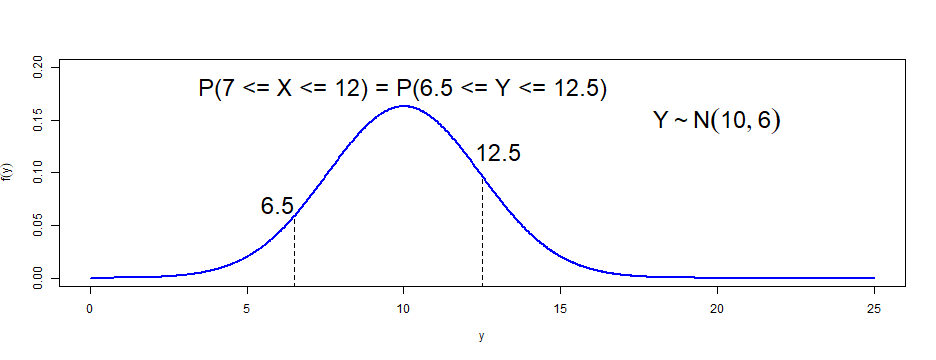 P(7 <= X <= 12) = P(6.5 <= Y <= 12.5)
Y ~ N(10, 6)
12.5
6.5
f(y)
0.20
0.15
0.10
0.05
0.00
0 5 10 15 20 25
y